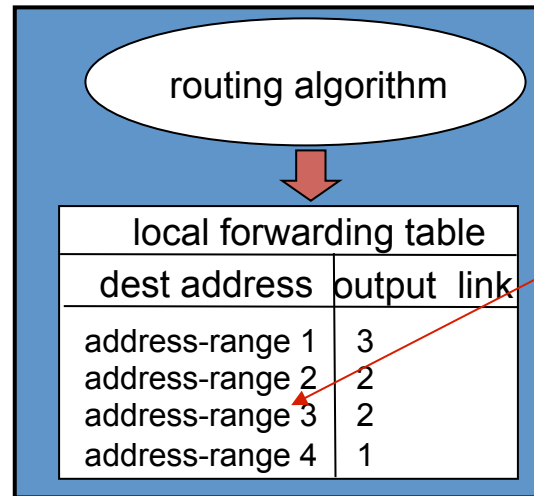 routing algorithm
local forwarding table
dest address output link
address-range 1 3
address-range 2 2
address-range 3 2
address-range 4 1